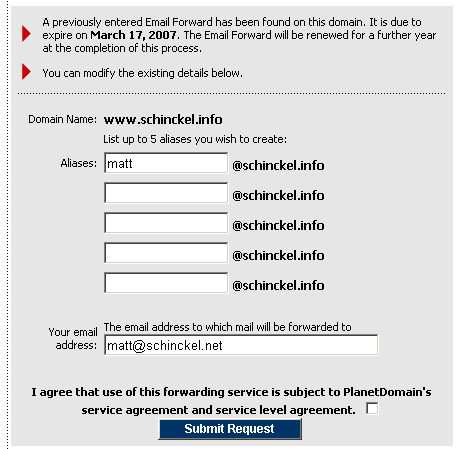 A previously entered Email Forward has been found on this domain. It is due to
expire on March 17, 2007. The Email Forward will be renewed for a further year
at the completion of this process.
You can modify the existing details below.
Domain Name: www.schinckel.info
List up to 5 aliases you wish to create:
Aliases: matt @schinckel.info
@schinckel.info
@schinckel.info
@schinckel.info
@schinckel.info
The email address to which mail will be forwarded to
Your email
address: matt@schinckel.net
I agree that use of this forwarding service is subject to PlanetDomain's
service agreement and service level agreement.
Submit Request